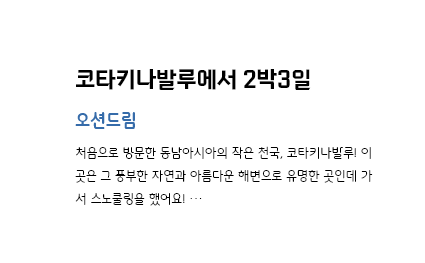 코타키나발루에서 2박3일
오션드림
처음으로 방문한 동남아시아의 작은 천국, 코타키나발루! 이
곳은 그 풍부한 자연과 아름다운 해변으로 유명한 곳인데 가
서 스노쿨링을 했어요! ···